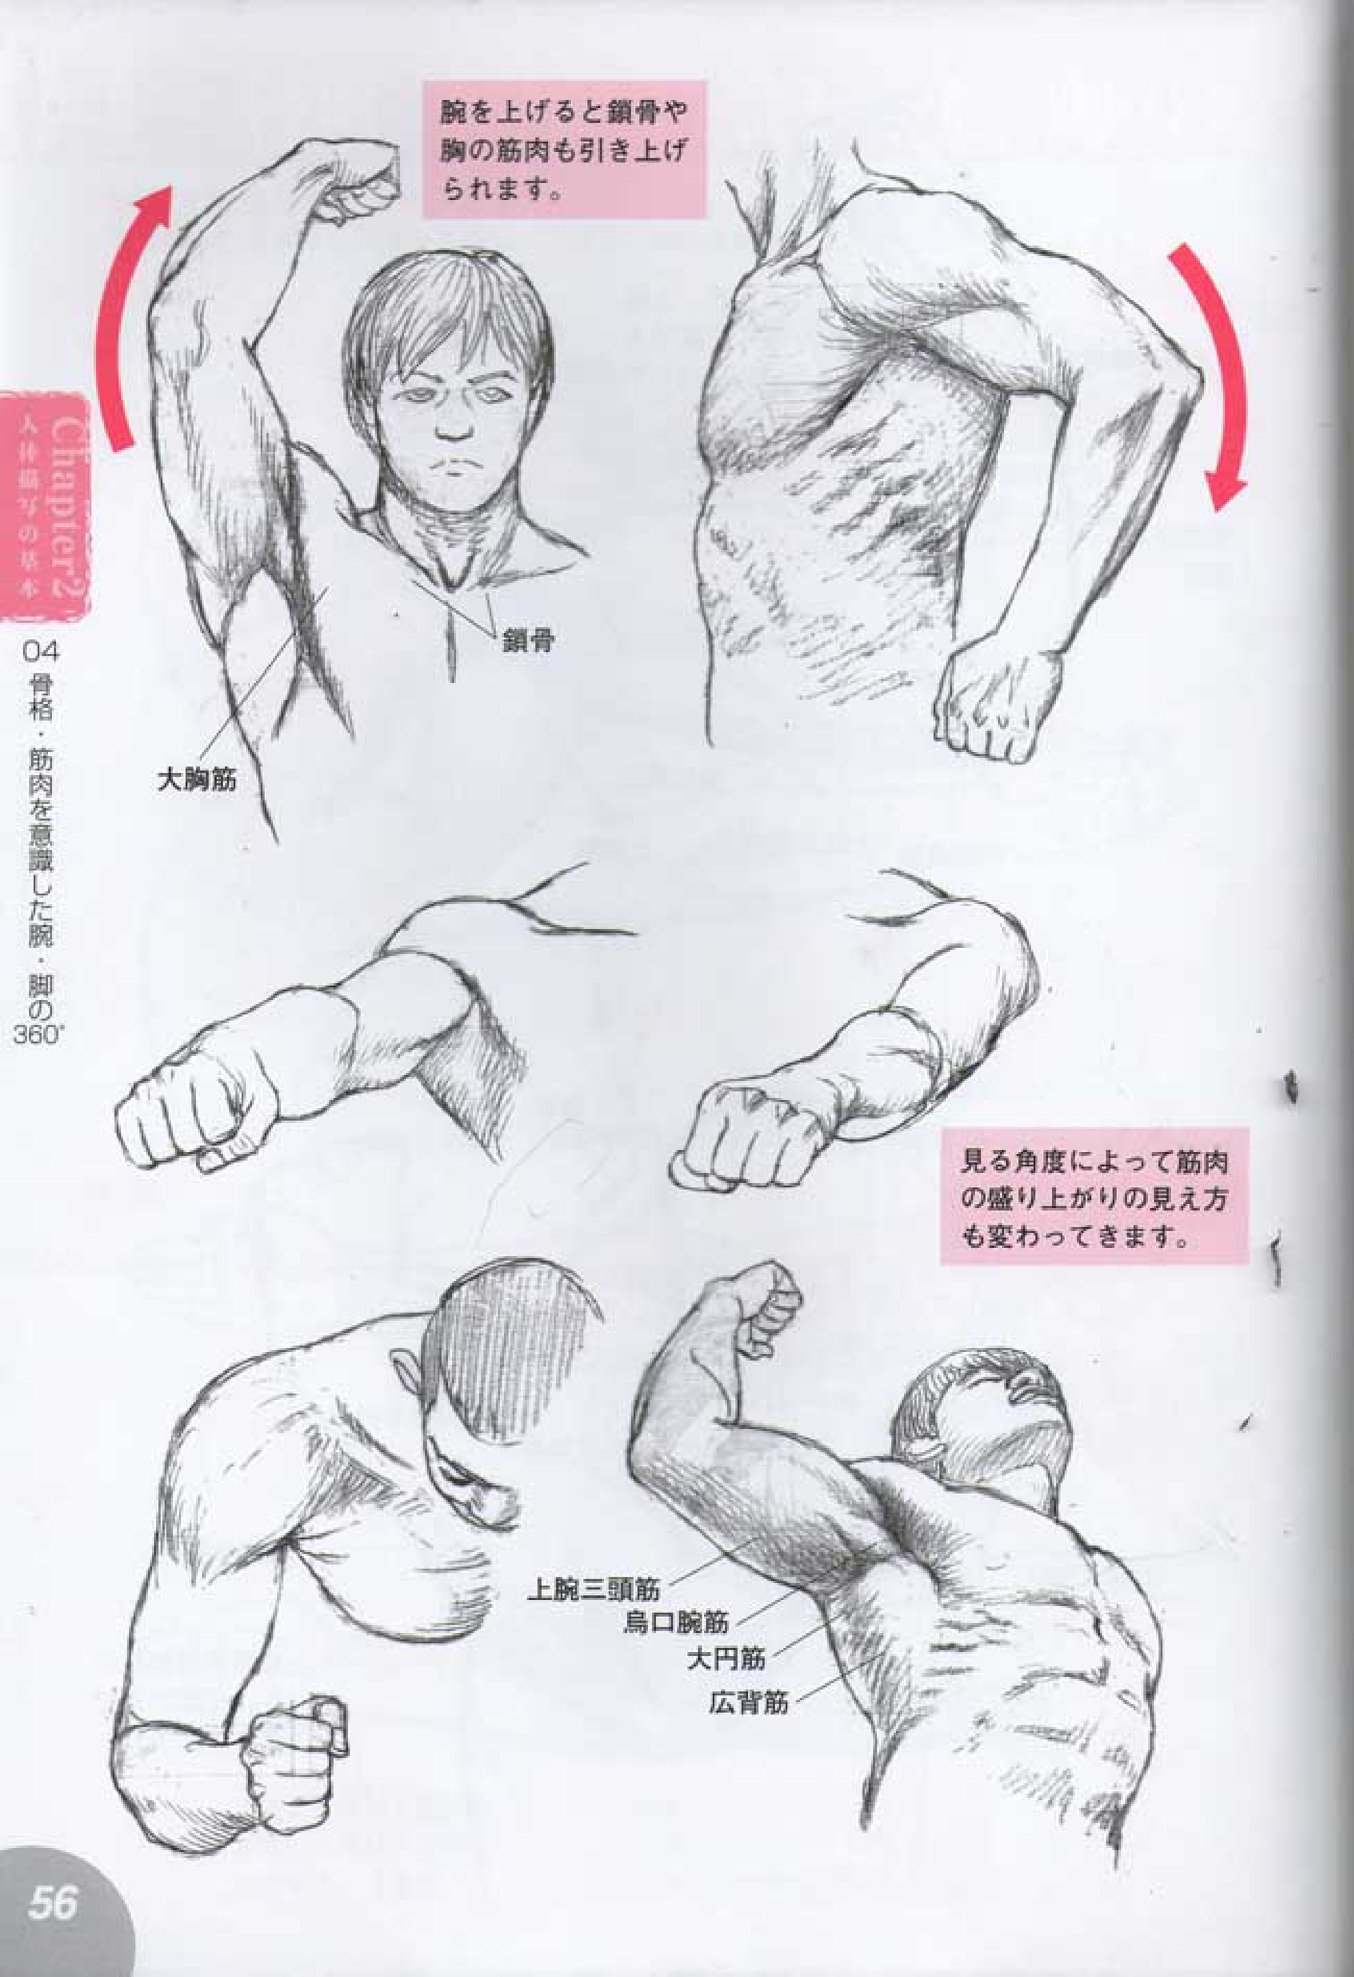 腕を上げると鎖骨や
胸の筋肉も引き上げ
られます。
Chapter2
人体描写の基本
04 骨格・筋肉を意識した腕・脚の360°
鎖骨
大胸筋
見る角度によって筋肉
の盛り上がりの見え方
も変わってきます。
上腕三頭筋
烏口腕筋
大円筋
広背筋
56